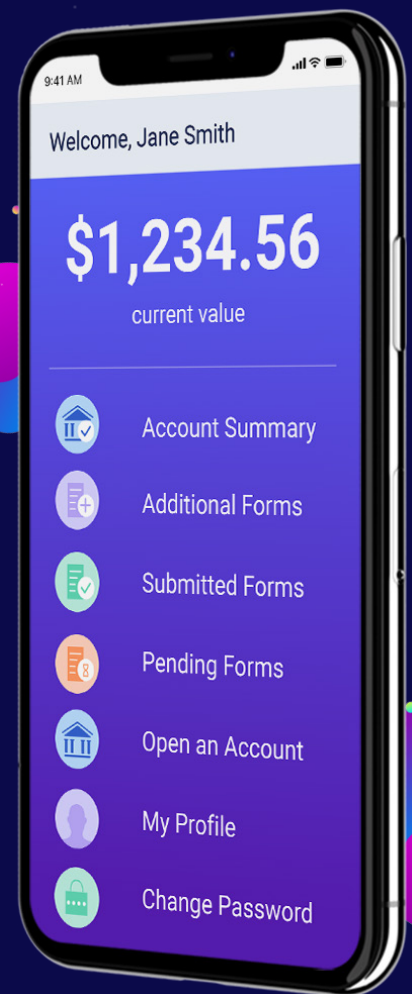 9:41 AM
Welcome, Jane Smith
$1,234.56
current value
Account Summary
Additional Forms
Submitted Forms
Pending Forms
Open an Account
My Profile
Change Password